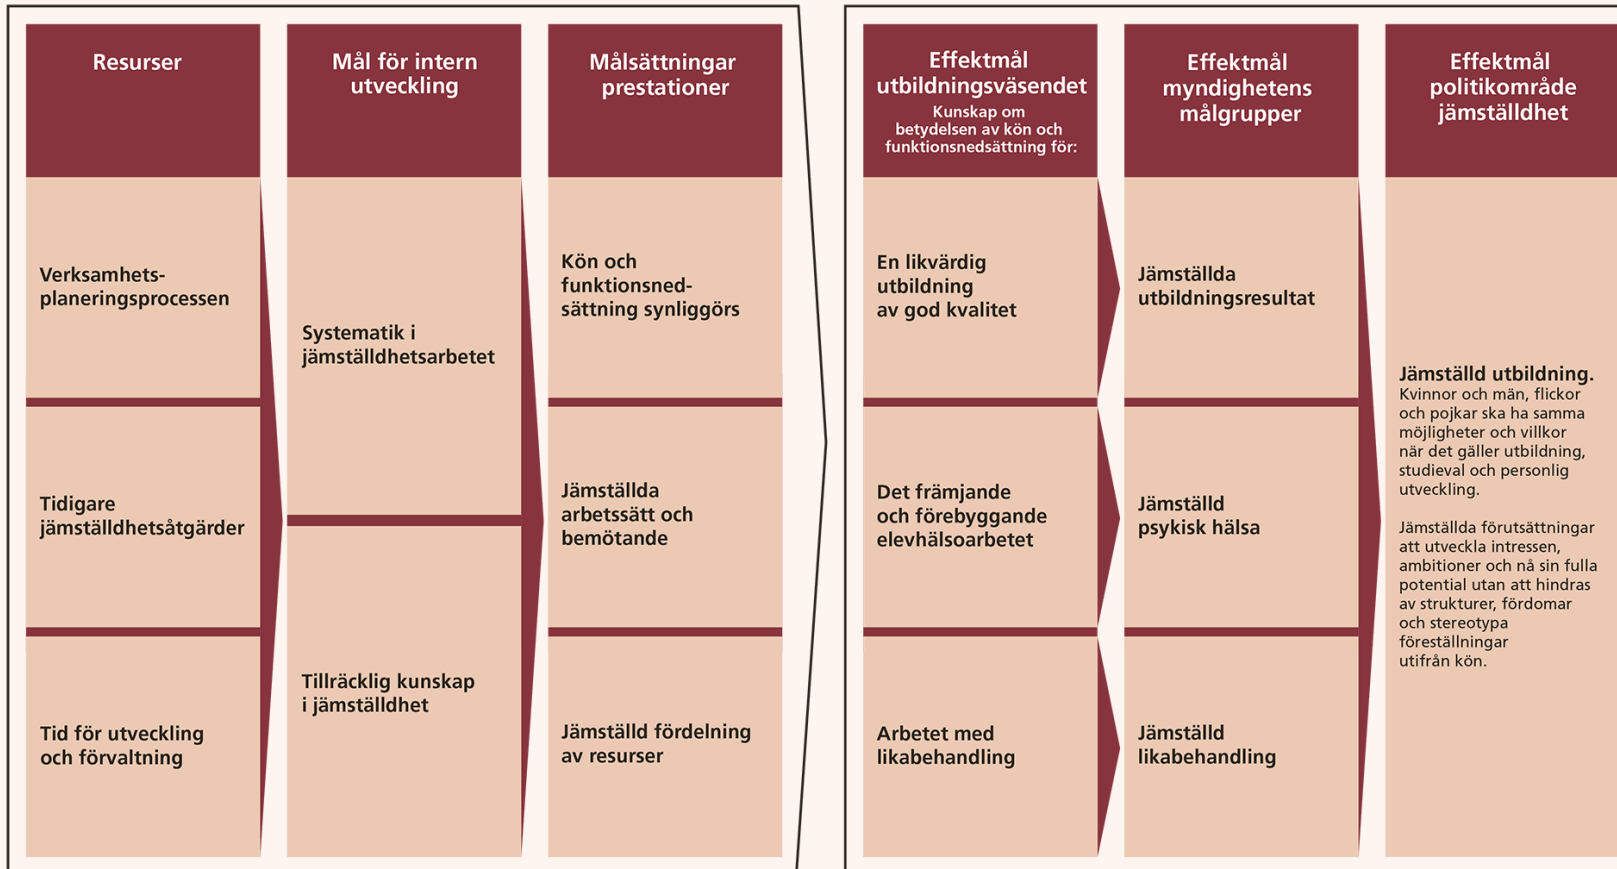 Resurser
Verksamhets-
planeringsprocessen
Tidigare
jämställdhetsåtgärder
Tid för utveckling
och förvaltning
Mål för intern
utveckling
Systematik i
jämställdhetsarbetet
Tillräcklig kunskap
i jämställdhet
Målsättningar
prestationer
Kön och
funktionsned-
sättning synliggörs
Jämställda
arbetssätt och
bemötande
Jämställd fördelning
av resurser
Effektmål
utbildningsväsendet
Kunskap om
betydelsen av kön och
funktionsnedsättning för:
En likvärdig
utbildning
av god kvalitet
Det främjande
och förebyggande
elevhälsoarbetet
Arbetet med
likabehandling
Effektmål
myndighetens
målgrupper
Jämställda
utbildningsresultat
Jämställd
psykisk hälsa
Jämställd
likabehandling
Effektmål
politikområde
jämställdhet
Jämställd utbildning.
Kvinnor och män, flickor
och pojkar ska ha samma
möjligheter och villkor
när det gäller utbildning,
studieval och personlig
utveckling.
Jämställda förutsättningar
att utveckla intressen,
ambitioner och nå sin fulla
potential utan att hindras
av strukturer, fördomar
och stereotypa
föreställningar
utifrån kön.